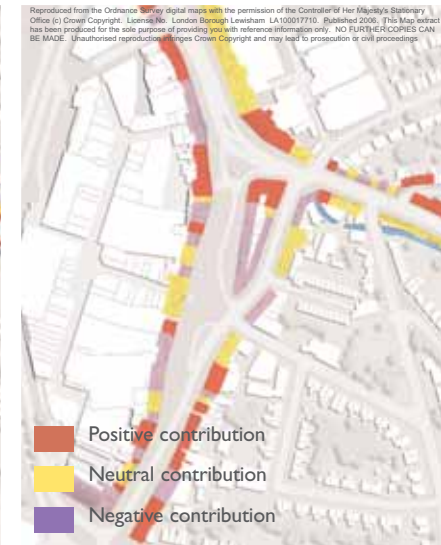 Reproduced from the Ordnance Survey digital maps with the permission of the Controller of Her Majesty's Stationary
Office (c) Crown Copyright. License No. London Borough Lewisham LA100017710. Published 2006. This Map extract
has been produced for the sole purpose of providing you with reference information only. NO FURTHER COPIES CAN
BE MADE. Unauthorised reproduction infringes Crown Copyright and may lead to prosecution or civil proceedings
Positive contribution
Neutral contribution
Negative contribution